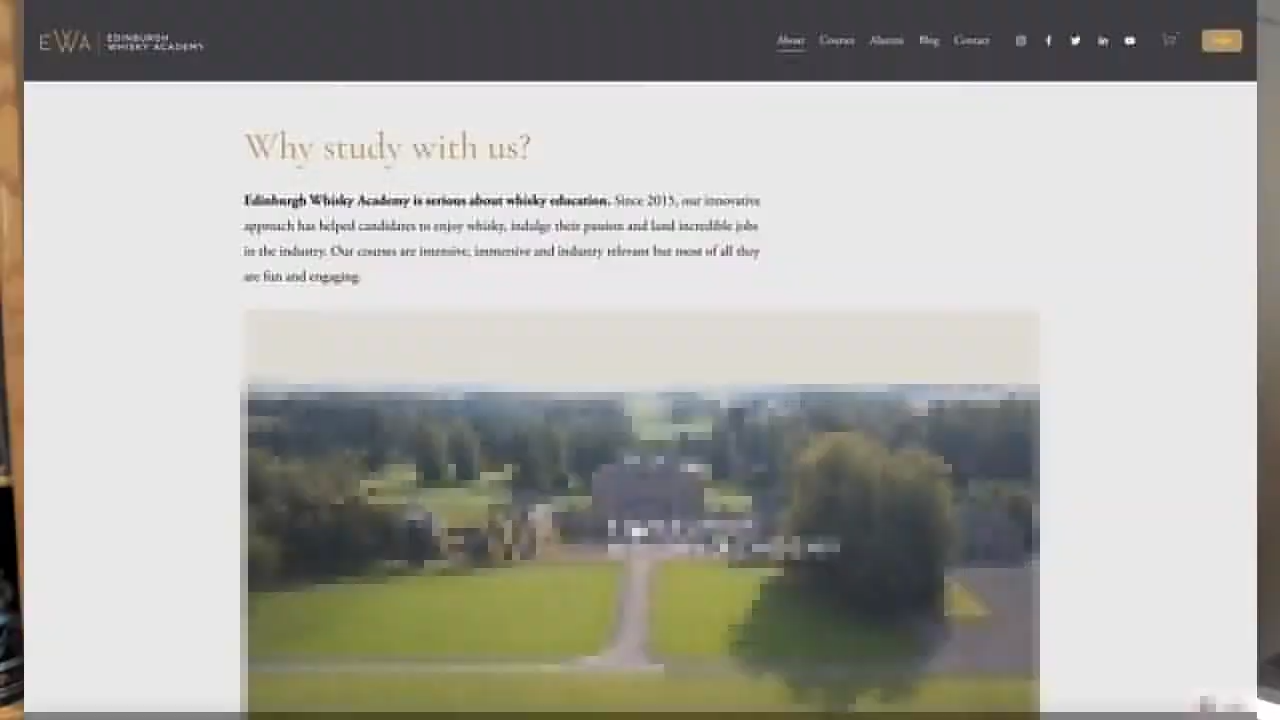 EWA
EDINBURGH
WHISKY ACADEMY
About Courses Alumni Blog Contact
Why study with us?
Edinburgh Whisky Academy is serious about whisky education. Since 2015, our innovative
approach has helped candidates to enjoy whisky, indulge their passion and land incredible jobs
in the industry. Our courses are intensive, immersive and industry relevant but most of all they
are fun and engaging.